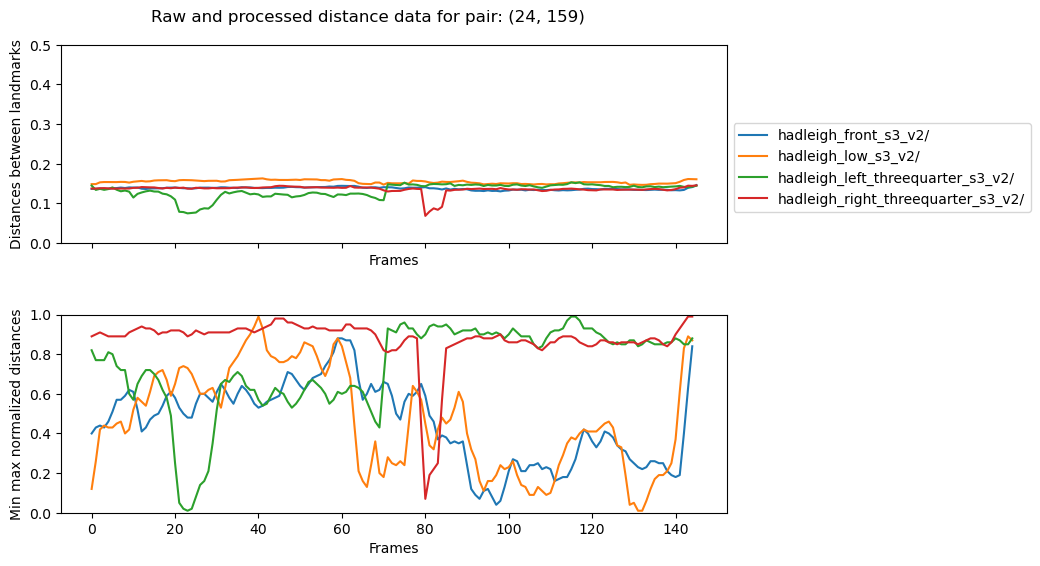 Raw and processed distance data for pair: (24, 159)
Distances between landmarks
0.5
0.4
0.3
0.2
0.1
0.0
Frames
hadleigh_front_s3_v2/
hadleigh_low_s3_v2/
hadleigh_left_threequarter_s3_v2/
hadleigh_right_threequarter_s3_v2/
Min max normalized distances
1.0
0.8
0.6
0.4
0.2
0.0
0 20 40 60 80 100 120 140
Frames